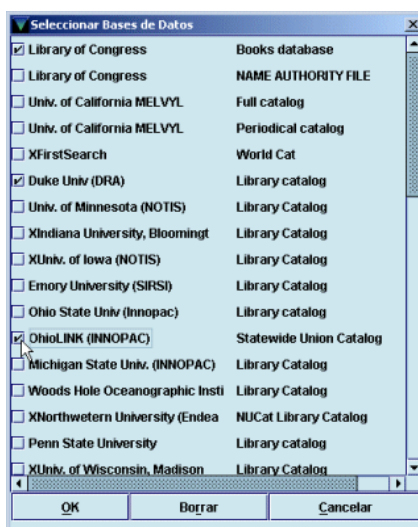 Seleccionar Bases de Datos
Library of Congress Books database
Library of Congress NAME AUTHORITY FILE
Univ. of California MELVYL Full catalog
Univ. of California MELVYL Periodical catalog
XFirstSearch World Cat
Duke Univ (DRA) Library catalog
Univ. of Minnesota (NOTIS) Library Catalog
XIndiana University, Bloomingt Library Catalog
XUniv. of Iowa (NOTIS) Library Catalog
Emory University (SIRSI) Library Catalog
Ohio State Univ (Innopac) Library catalog
OhioLINK (INNOPAC) Statewide Union Catalog
Michigan State Univ. (INNOPAC) Library Catalog
Woods Hole Oceanographic Insti Library Catalog
XNorthwetern University (Endea NUCat Library Catalog
Penn State University Library Catalog
XUniv. of Wisconsin, Madison Library Catalog
OK Borrar Cancelar